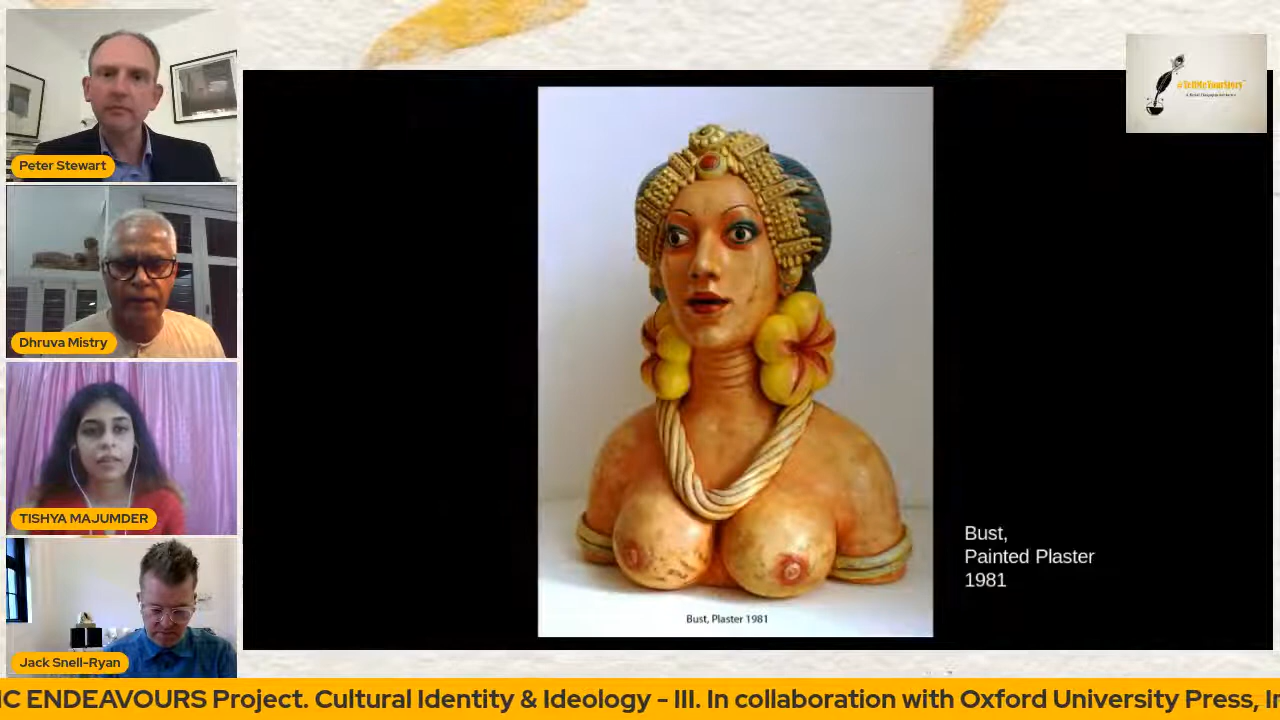 #TellMeYourStory
Peter Stewart
Dhruva Mistry
TISHYA MAJUMDER
Jack Snell-Ryan
Bust,
Painted Plaster
1981
Bust, Plaster 1981
IC ENDEAVOURS Project. Cultural Identity & Ideology - III. In collaboration with Oxford University Press, I